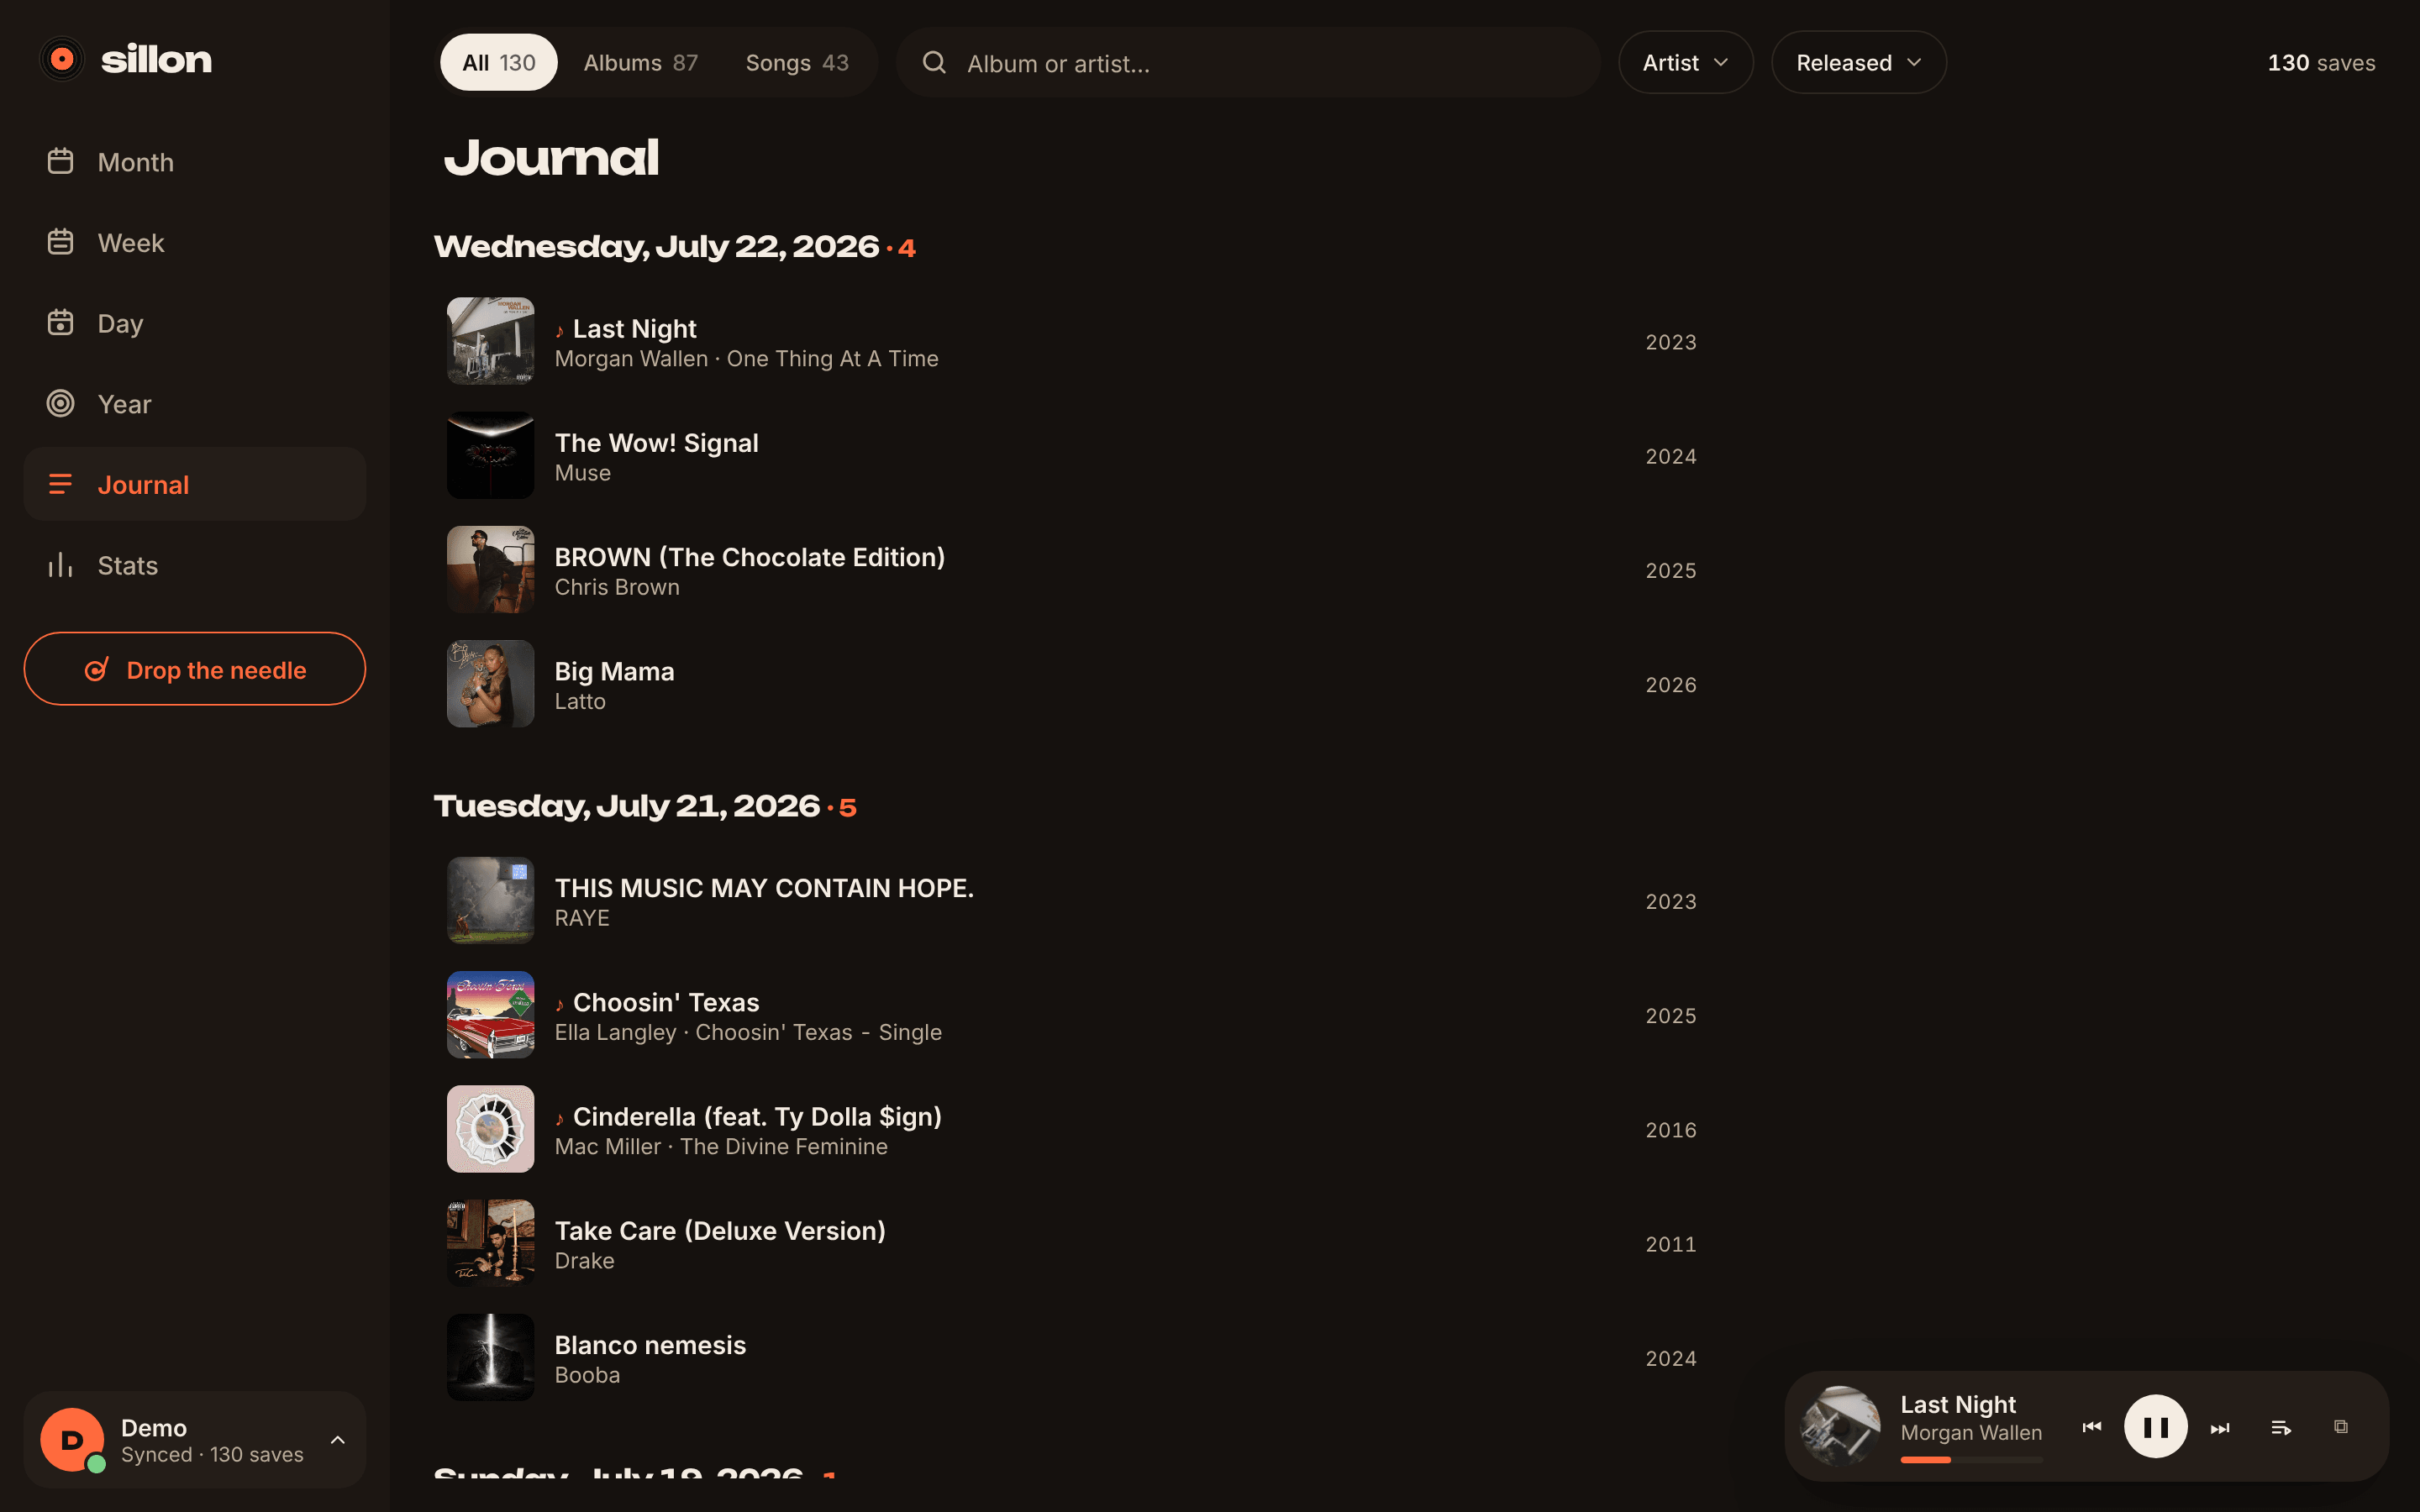 sillon
Month
Week
Day
Year
Journal
Stats
Drop the needle
Demo
Synced · 130 saves
All 130
Albums 87
Songs 43
Album or artist...
Artist
Released
130 saves
Journal
Wednesday, July 22, 2026 · 4
♪ Last Night
Morgan Wallen · One Thing At A Time
2023
The Wow! Signal
Muse
2024
BROWN (The Chocolate Edition)
Chris Brown
2025
Big Mama
Latto
2026
Tuesday, July 21, 2026 · 5
THIS MUSIC MAY CONTAIN HOPE.
RAYE
2023
♪ Choosin' Texas
Ella Langley · Choosin' Texas - Single
2025
♪ Cinderella (feat. Ty Dolla $ign)
Mac Miller · The Divine Feminine
2016
Take Care (Deluxe Version)
Drake
2011
Blanco nemesis
Booba
2024
Sunday, July 19, 2026 · 1
Last Night
Morgan Wallen
D